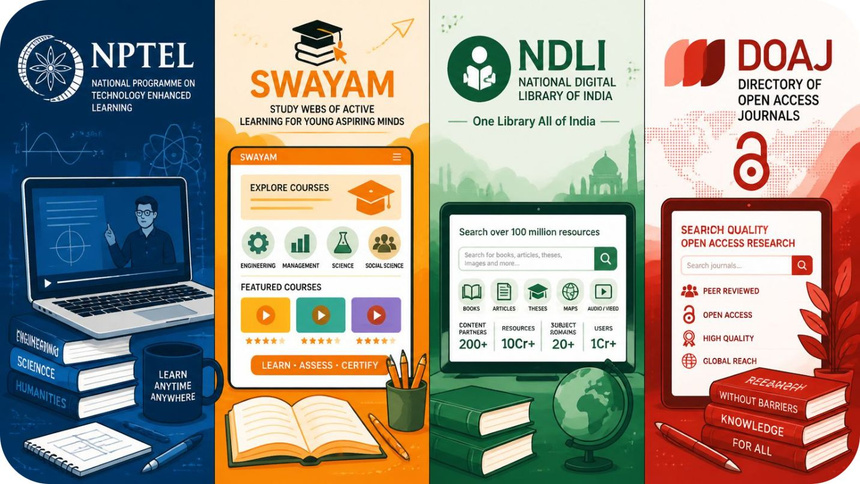 NPTEL
NATIONAL PROGRAMME ON
TECHNOLOGY ENHANCED
LEARNING
ENGINEERING
SCIENCE
HUMANITIES
LEARN
ANYTIME
ANYWHERE
SWAYAM
STUDY WEBS OF ACTIVE
LEARNING FOR YOUNG ASPIRING MINDS
SWAYAM
EXPLORE COURSES
ENGINEERING MANAGEMENT SCIENCE SOCIAL SCIENCE
FEATURED COURSES
LEARN · ASSESS · CERTIFY
NDLI
NATIONAL DIGITAL
LIBRARY OF INDIA
One Library All of India
Search over 100 million resources
Search for books, articles, theses,
images and more...
BOOKS ARTICLES THESES MAPS AUDIO / VIDEO
CONTENT
PARTNERS
200+
RESOURCES
10Cr+
SUBJECT
20+
USERS
1Cr+
DOAJ
DIRECTORY OF
OPEN ACCESS
JOURNALS
SEARCH QUALITY
OPEN ACCESS RESEARCH
Search journals...
PEER REVIEWED
OPEN ACCESS
HIGH QUALITY
GLOBAL REACH
WITHOUT BARRIERS
KNOWLEDGE
FOR ALL